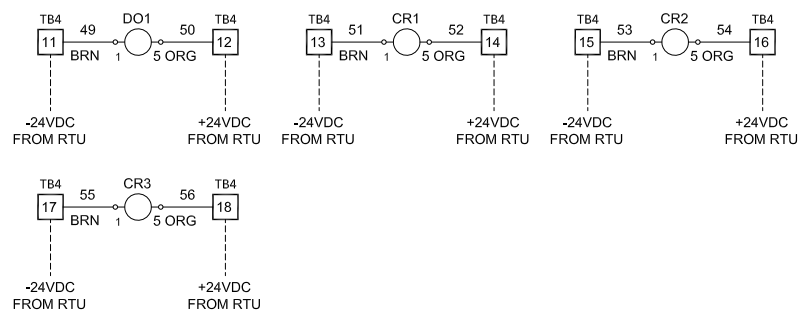 TB4 49 DO1 50 TB4
11 BRN 1 5 ORG 12
-24VDC
FROM RTU
+24VDC
FROM RTU
TB4 51 CR1 52 TB4
13 BRN 1 5 ORG 14
-24VDC
FROM RTU
+24VDC
FROM RTU
TB4 53 CR2 54 TB4
15 BRN 1 5 ORG 16
-24VDC
FROM RTU
+24VDC
FROM RTU
TB4 55 CR3 56 TB4
17 BRN 1 5 ORG 18
-24VDC
FROM RTU
+24VDC
FROM RTU